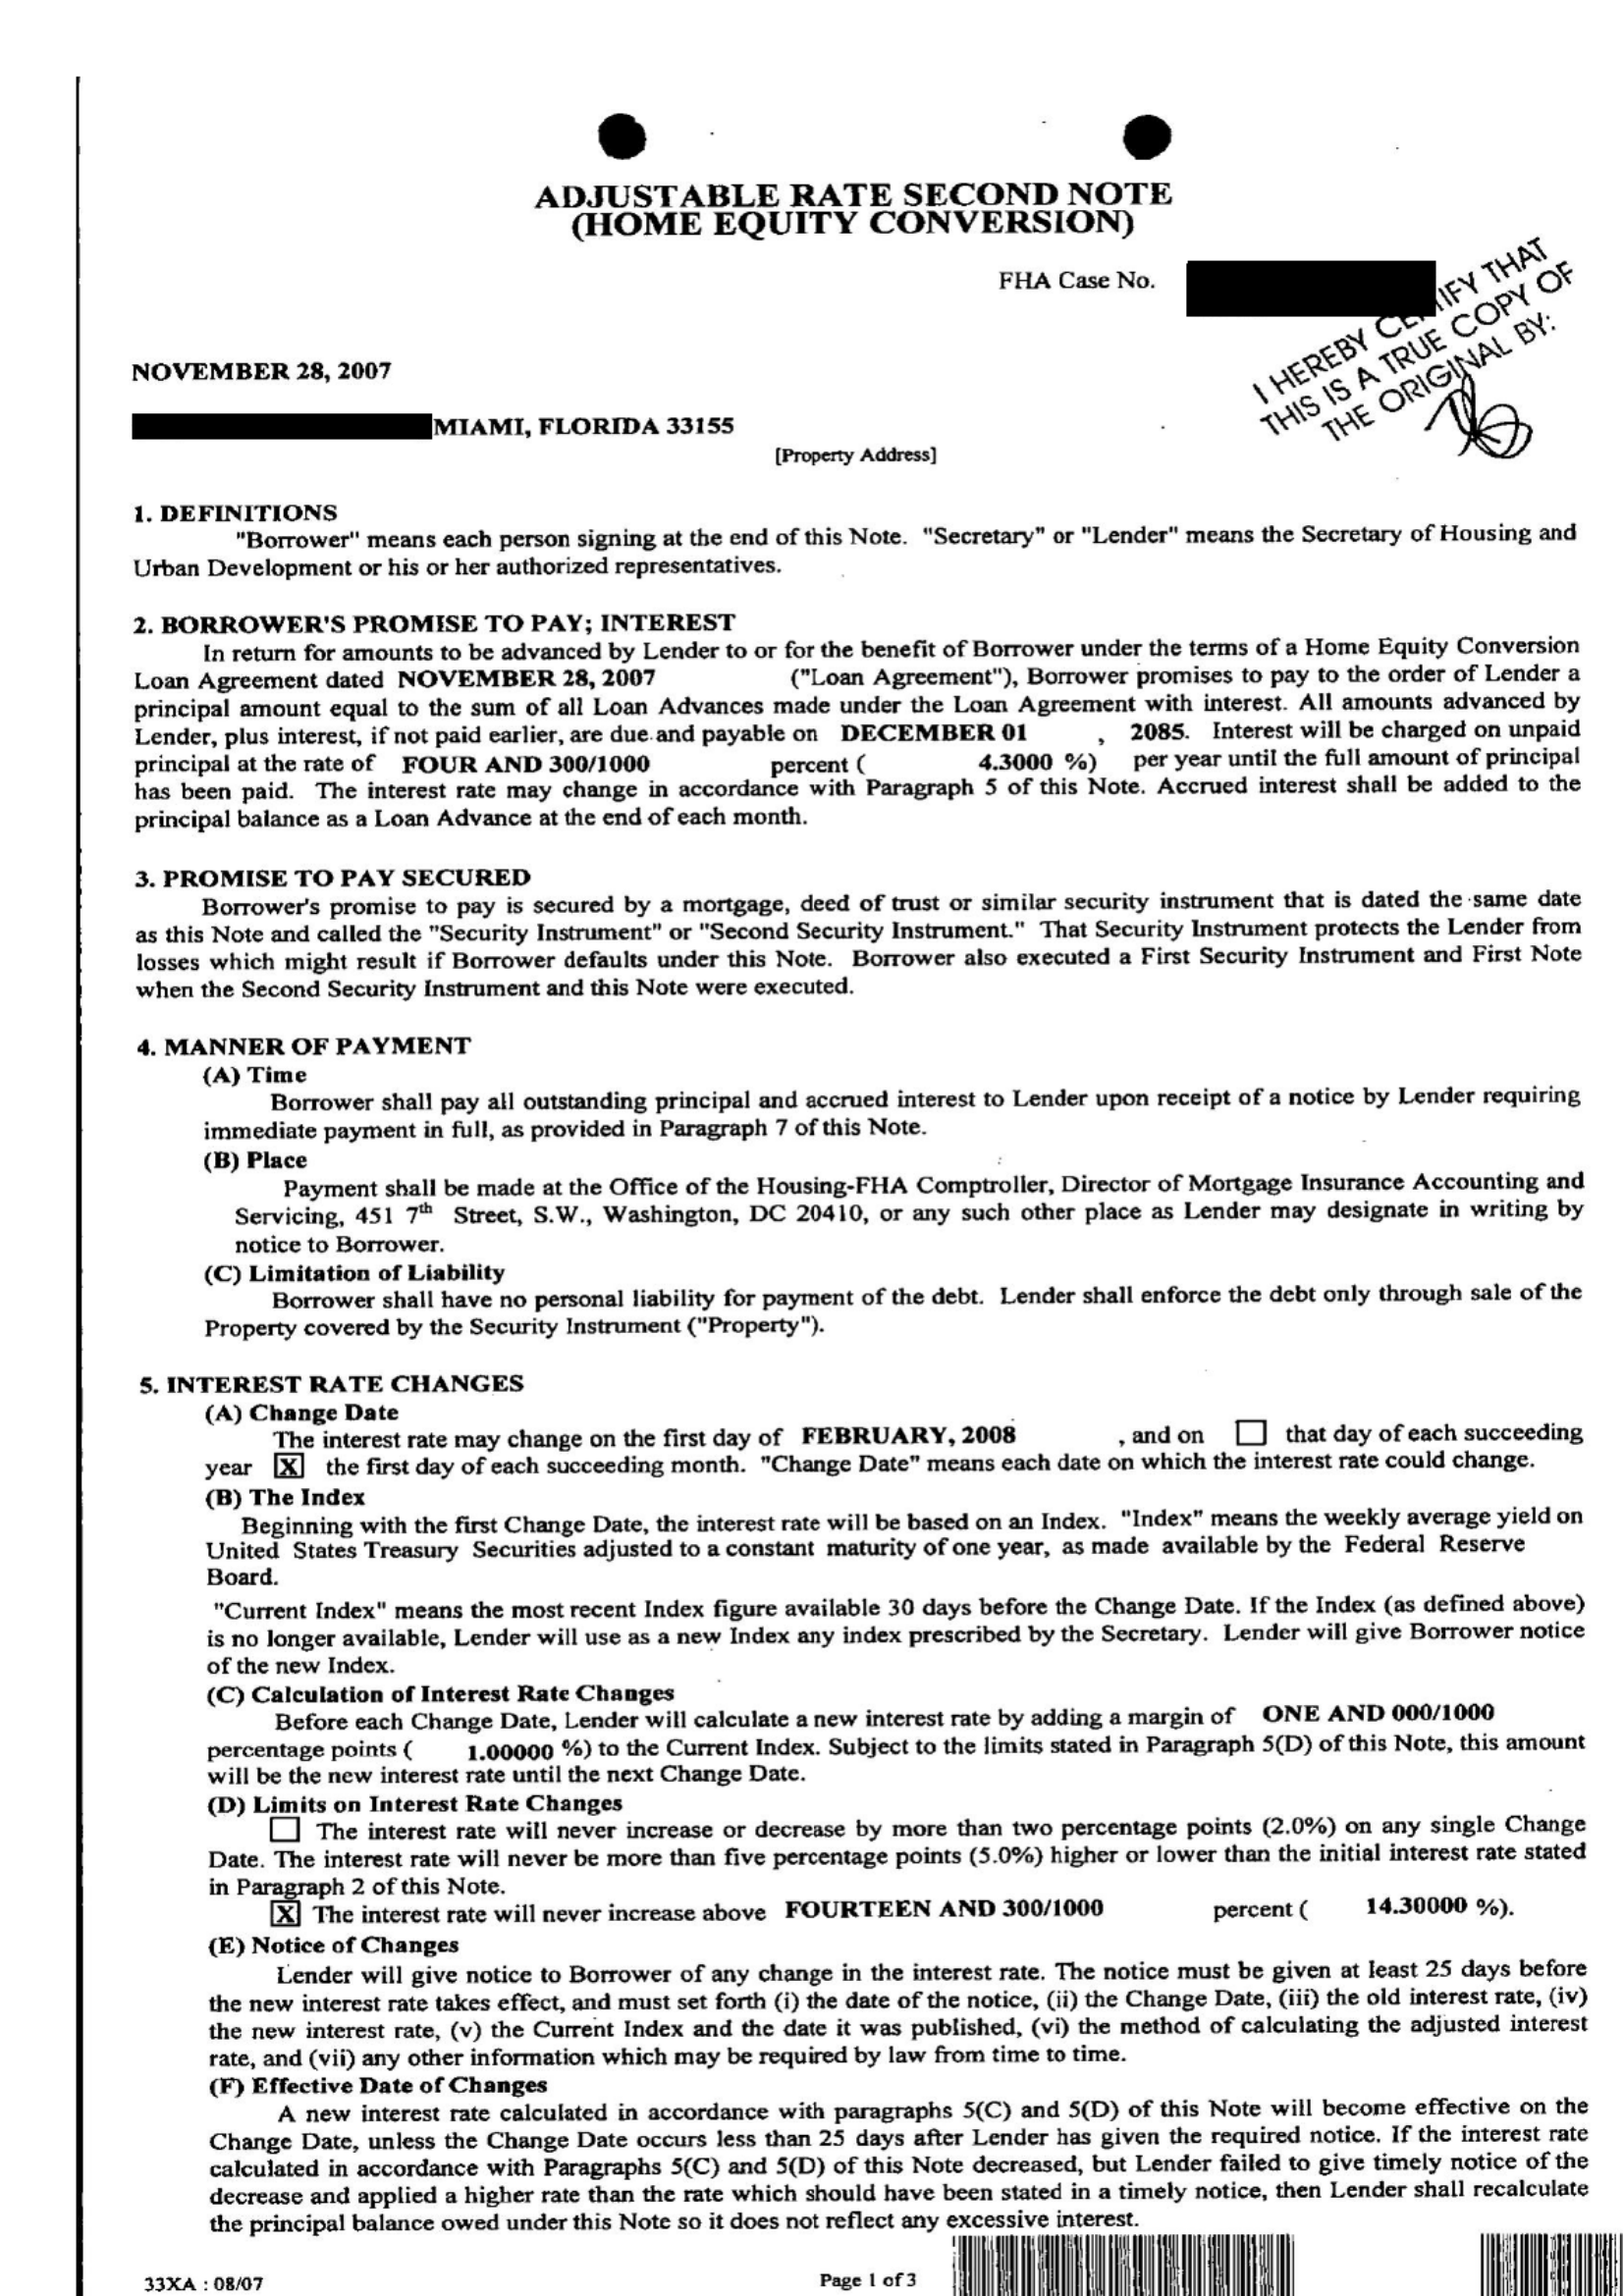 ADJUSTABLE RATE SECOND NOTE
(HOME EQUITY CONVERSION)
FHA Case No.
I HEREBY CERTIFY THAT
THIS IS A TRUE COPY OF
THE ORIGINAL BY:
NOVEMBER 28, 2007
MIAMI, FLORIDA 33155
[Property Address]
1. DEFINITIONS
"Borrower" means each person signing at the end of this Note. "Secretary" or "Lender" means the Secretary of Housing and
Urban Development or his or her authorized representatives.
2. BORROWER'S PROMISE TO PAY; INTEREST
In return for amounts to be advanced by Lender to or for the benefit of Borrower under the terms of a Home Equity Conversion
Loan Agreement dated NOVEMBER 28, 2007 ("Loan Agreement"), Borrower promises to pay to the order of Lender a
principal amount equal to the sum of all Loan Advances made under the Loan Agreement with interest. All amounts advanced by
Lender, plus interest, if not paid earlier, are due and payable on DECEMBER 01 , 2085. Interest will be charged on unpaid
principal at the rate of FOUR AND 300/1000 percent ( 4.3000 %) per year until the full amount of principal
has been paid. The interest rate may change in accordance with Paragraph 5 of this Note. Accrued interest shall be added to the
principal balance as a Loan Advance at the end of each month.
3. PROMISE TO PAY SECURED
Borrower's promise to pay is secured by a mortgage, deed of trust or similar security instrument that is dated the same date
as this Note and called the "Security Instrument" or "Second Security Instrument." That Security Instrument protects the Lender from
losses which might result if Borrower defaults under this Note. Borrower also executed a First Security Instrument and First Note
when the Second Security Instrument and this Note were executed.
4. MANNER OF PAYMENT
(A) Time
Borrower shall pay all outstanding principal and accrued interest to Lender upon receipt of a notice by Lender requiring
immediate payment in full, as provided in Paragraph 7 of this Note.
(B) Place
Payment shall be made at the Office of the Housing-FHA Comptroller, Director of Mortgage Insurance Accounting and
Servicing, 451 7th Street, S.W., Washington, DC 20410, or any such other place as Lender may designate in writing by
notice to Borrower.
(C) Limitation of Liability
Borrower shall have no personal liability for payment of the debt. Lender shall enforce the debt only through sale of the
Property covered by the Security Instrument ("Property").
5. INTEREST RATE CHANGES
(A) Change Date
The interest rate may change on the first day of FEBRUARY, 2008 , and on ☐ that day of each succeeding
year [X] the first day of each succeeding month. "Change Date" means each date on which the interest rate could change.
(B) The Index
Beginning with the first Change Date, the interest rate will be based on an Index. "Index" means the weekly average yield on
United States Treasury Securities adjusted to a constant maturity of one year, as made available by the Federal Reserve
Board.
"Current Index" means the most recent Index figure available 30 days before the Change Date. If the Index (as defined above)
is no longer available, Lender will use as a new Index any index prescribed by the Secretary. Lender will give Borrower notice
of the new Index.
(C) Calculation of Interest Rate Changes
Before each Change Date, Lender will calculate a new interest rate by adding a margin of ONE AND 000/1000
percentage points ( 1.00000 %) to the Current Index. Subject to the limits stated in Paragraph 5(D) of this Note, this amount
will be the new interest rate until the next Change Date.
(D) Limits on Interest Rate Changes
☐ The interest rate will never increase or decrease by more than two percentage points (2.0%) on any single Change
Date. The interest rate will never be more than five percentage points (5.0%) higher or lower than the initial interest rate stated
in Paragraph 2 of this Note.
[X] The interest rate will never increase above FOURTEEN AND 300/1000 percent ( 14.30000 %).
(E) Notice of Changes
Lender will give notice to Borrower of any change in the interest rate. The notice must be given at least 25 days before
the new interest rate takes effect, and must set forth (i) the date of the notice, (ii) the Change Date, (iii) the old interest rate, (iv)
the new interest rate, (v) the Current Index and the date it was published, (vi) the method of calculating the adjusted interest
rate, and (vii) any other information which may be required by law from time to time.
(F) Effective Date of Changes
A new interest rate calculated in accordance with paragraphs 5(C) and 5(D) of this Note will become effective on the
Change Date, unless the Change Date occurs less than 25 days after Lender has given the required notice. If the interest rate
calculated in accordance with Paragraphs 5(C) and 5(D) of this Note decreased, but Lender failed to give timely notice of the
decrease and applied a higher rate than the rate which should have been stated in a timely notice, then Lender shall recalculate
the principal balance owed under this Note so it does not reflect any excessive interest.
33XA : 08/07
Page 1 of 3